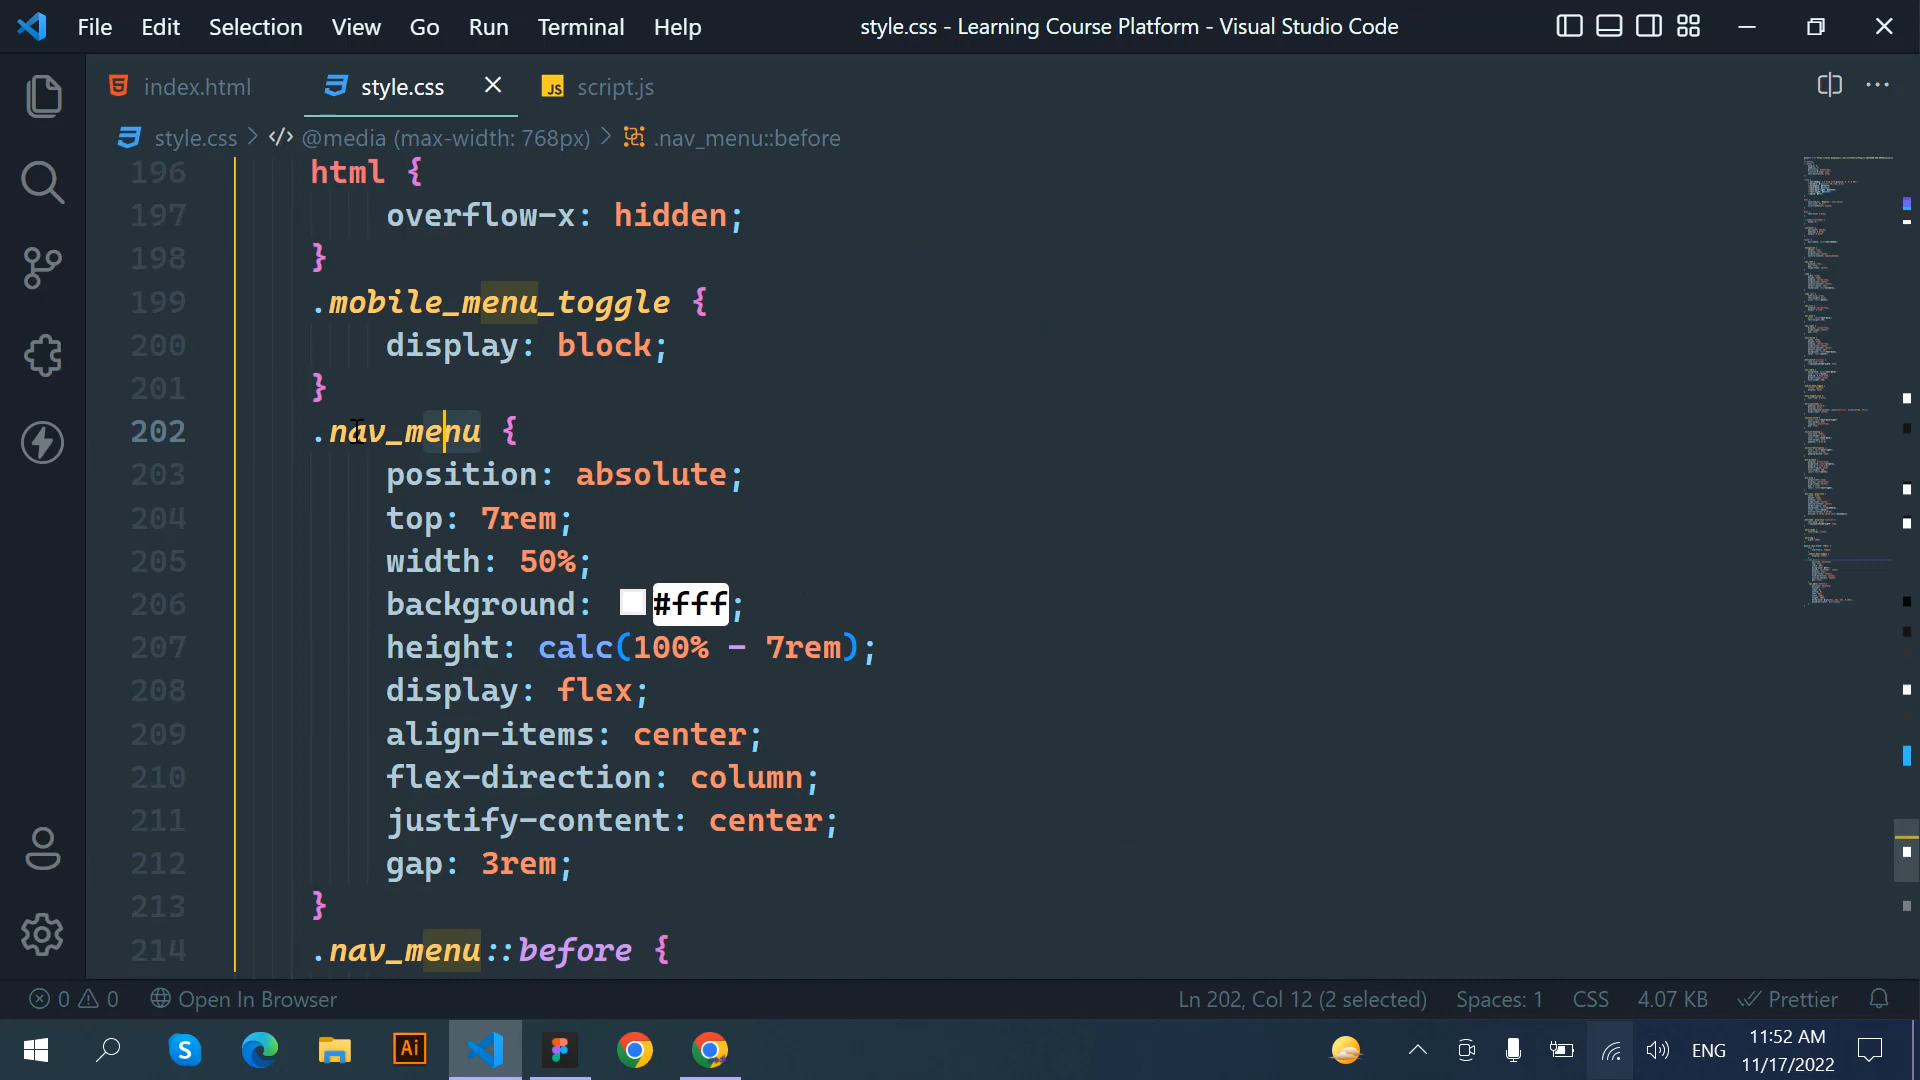 File Edit Selection View Go Run Terminal Help style.css - Learning Course Platform - Visual Studio Code
index.html style.css JS script.js
style.css > </> @media (max-width: 768px) > .nav_menu::before
196 html {
197 overflow-x: hidden;
198 }
199 .mobile_menu_toggle {
200 display: block;
201 }
202 .nav_menu {
203 position: absolute;
204 top: 7rem;
205 width: 50%;
206 background: #fff;
207 height: calc(100% - 7rem);
208 display: flex;
209 align-items: center;
210 flex-direction: column;
211 justify-content: center;
212 gap: 3rem;
213 }
214 .nav_menu::before {
0 0 Open In Browser Ln 202, Col 12 (2 selected) Spaces: 1 CSS 4.07 KB Prettier
S Ai ENG 11:52 AM
11/17/2022